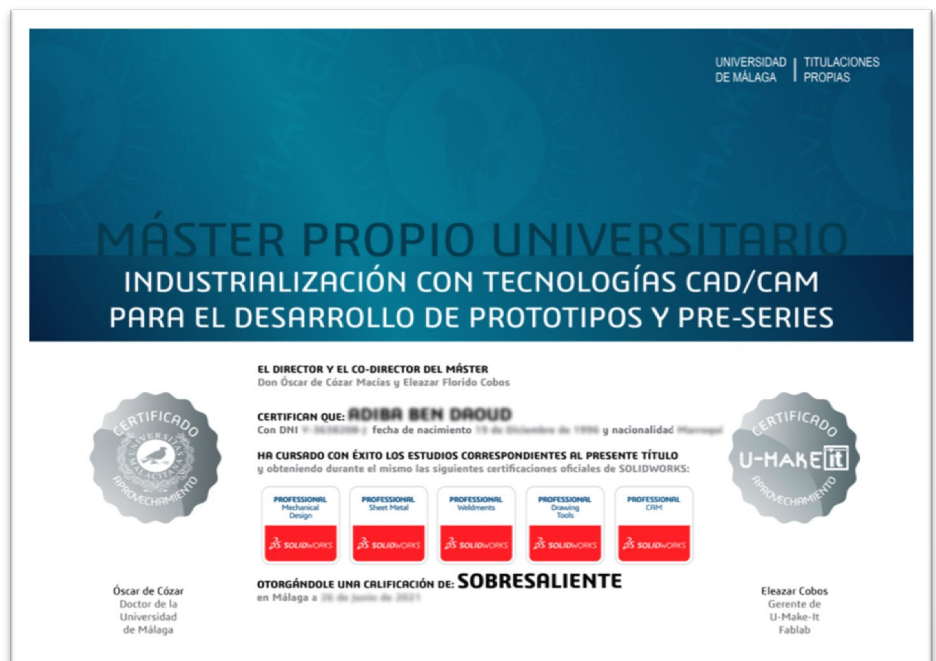 UNIVERSIDAD DE MÁLAGA | TITULACIONES PROPIAS
MÁSTER PROPIO UNIVERSITARIO
INDUSTRIALIZACIÓN CON TECNOLOGÍAS CAD/CAM
PARA EL DESARROLLO DE PROTOTIPOS Y PRE-SERIES
EL DIRECTOR Y EL CO-DIRECTOR DEL MÁSTER
Don Óscar de Cózar Macías y Eleazar Florido Cobos
CERTIFICAN QUE:
Con DNI fecha de nacimiento y nacionalidad
HA CURSADO CON ÉXITO LOS ESTUDIOS CORRESPONDIENTES AL PRESENTE TÍTULO
y obteniendo durante el mismo las siguientes certificaciones oficiales de SOLIDWORKS:
CERTIFICADO
UNIVERSITAS MALACITANA
APROVECHAMIENTO
CERTIFICADO
U-MAKE it
APROVECHAMIENTO
PROFESSIONAL
Mechanical
Design
SOLIDWORKS
PROFESSIONAL
Sheet Metal
SOLIDWORKS
PROFESSIONAL
Weldments
SOLIDWORKS
PROFESSIONAL
Drawing
Tools
SOLIDWORKS
PROFESSIONAL
CAM
SOLIDWORKS
OTORGÁNDOLE UNA CALIFICACIÓN DE: SOBRESALIENTE
en Málaga a
Óscar de Cózar
Doctor de la
Universidad
de Málaga
Eleazar Cobos
Gerente de
U-Make-It
Fablab